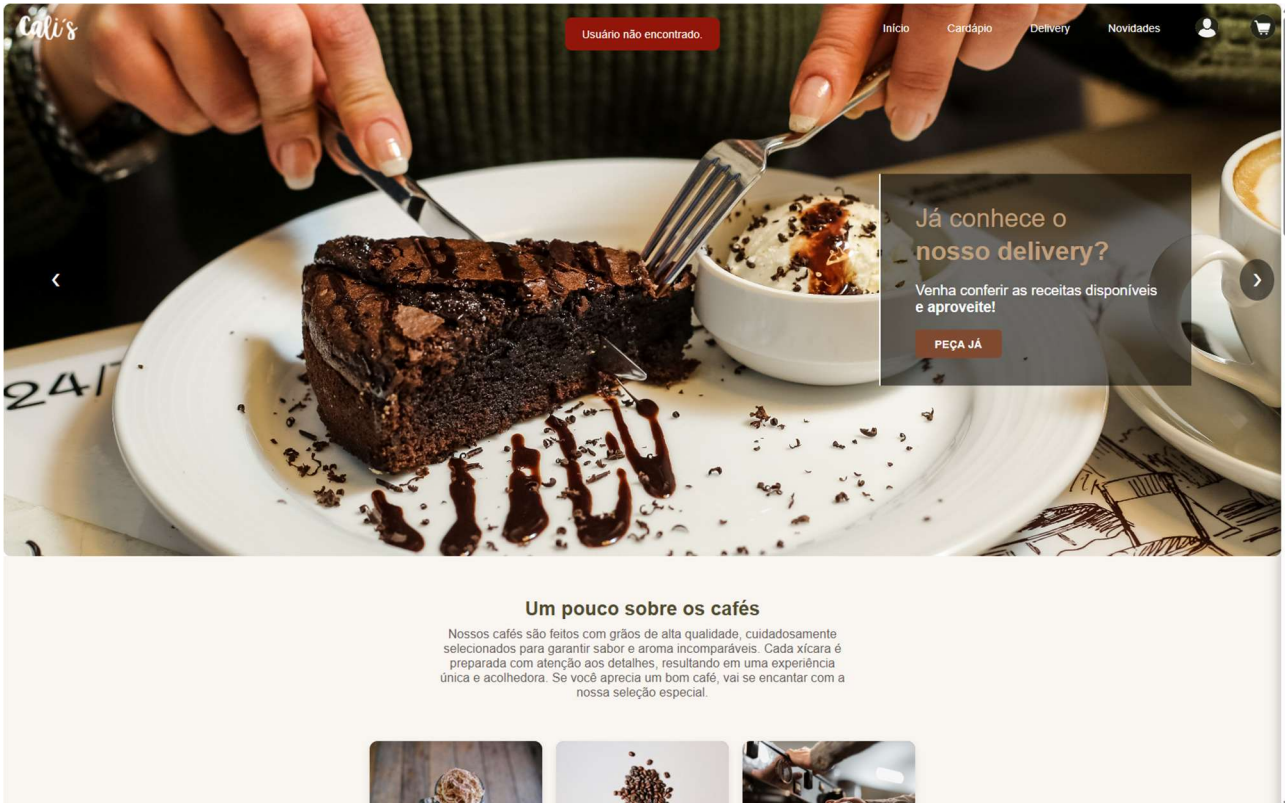 Cali´s
Usuário não encontrado.
Início Cardápio Delivery Novidades
Já conhece o
nosso delivery?
Venha conferir as receitas disponíveis
e aproveite!
PEÇA JÁ
24/7
Um pouco sobre os cafés
Nossos cafés são feitos com grãos de alta qualidade, cuidadosamente
selecionados para garantir sabor e aroma incomparáveis. Cada xícara é
preparada com atenção aos detalhes, resultando em uma experiência
única e acolhedora. Se você aprecia um bom café, vai se encantar com a
nossa seleção especial.